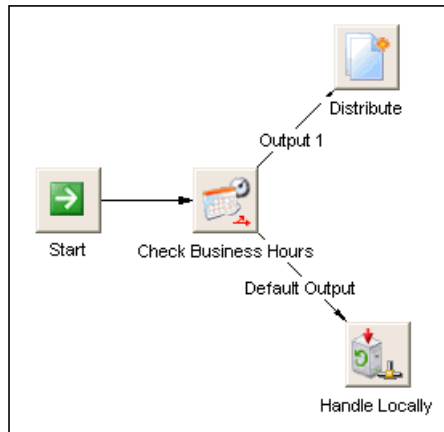 Distribute
Output 1
Start
Check Business Hours
Default Output
Handle Locally